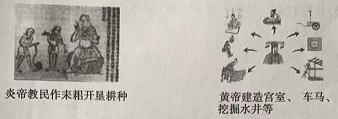 炎帝教民作耒耜开垦耕种
黄帝建造宫室、车马、
挖掘水井等